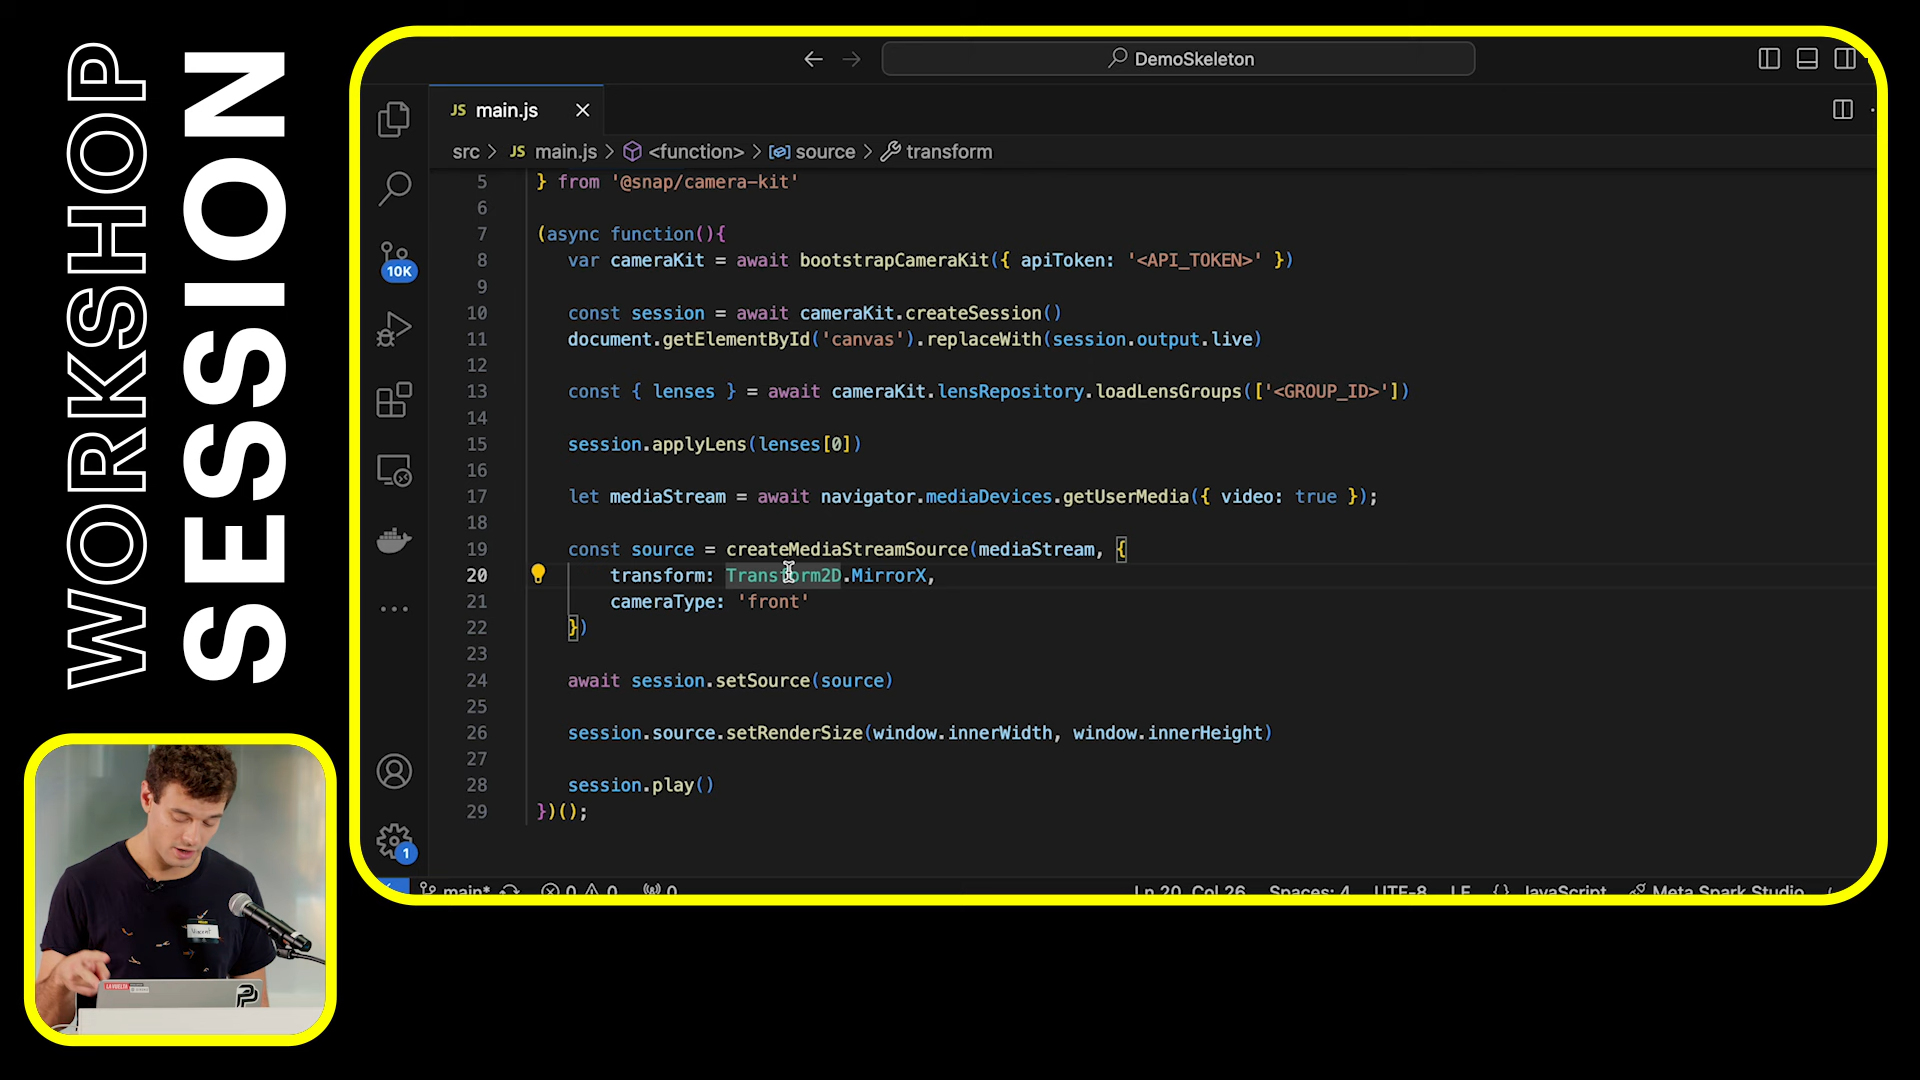 WORKSHOP
SESSION
DemoSkeleton
JS main.js
src > JS main.js > <function> > source > transform
5 } from '@snap/camera-kit'
6
7 (async function(){
8 var cameraKit = await bootstrapCameraKit({ apiToken: '<API_TOKEN>' })
9
10 const session = await cameraKit.createSession()
11 document.getElementById('canvas').replaceWith(session.output.live)
12
13 const { lenses } = await cameraKit.lensRepository.loadLensGroups(['<GROUP_ID>'])
14
15 session.applyLens(lenses[0])
16
17 let mediaStream = await navigator.mediaDevices.getUserMedia({ video: true });
18
19 const source = createMediaStreamSource(mediaStream, {
20 transform: Transform2D.MirrorX,
21 cameraType: 'front'
22 })
23
24 await session.setSource(source)
25
26 session.source.setRenderSize(window.innerWidth, window.innerHeight)
27
28 session.play()
29 })();
10K
1
main* 0 0 0 Ln 20, Col 26 Spaces: 4 UTF-8 LF {} JavaScript Meta Spark Studio
Vincent